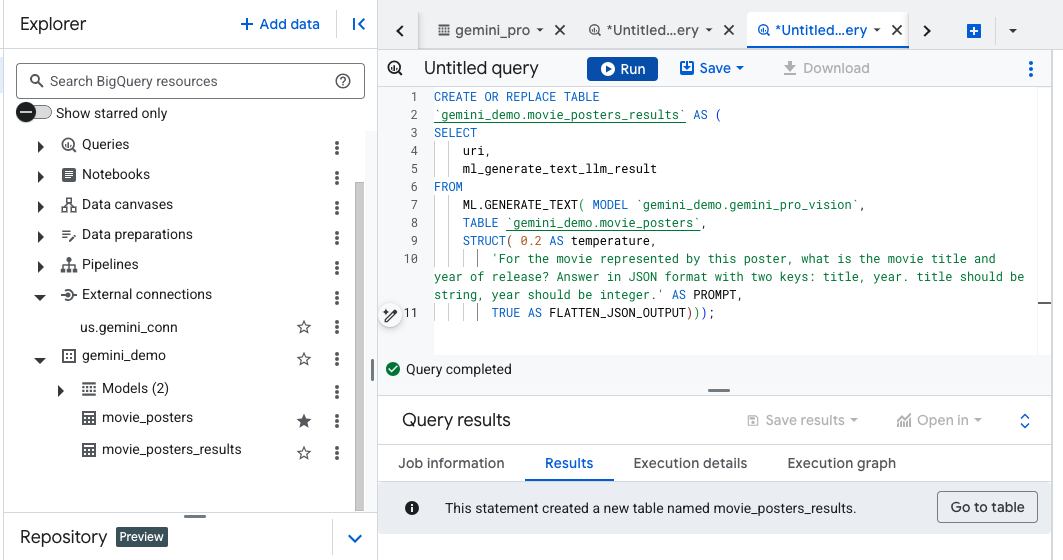 Explorer
+ Add data
Search BigQuery resources
Show starred only
Queries
Notebooks
Data canvases
Data preparations
Pipelines
External connections
us.gemini_conn
gemini_demo
Models (2)
movie_posters
movie_posters_results
Repository Preview
gemini_pro
*Untitled...ery
*Untitled...ery
Untitled query
Run
Save
Download
1 CREATE OR REPLACE TABLE
2 `gemini_demo.movie_posters_results` AS (
3 SELECT
4 uri,
5 ml_generate_text_llm_result
6 FROM
7 ML.GENERATE_TEXT( MODEL `gemini_demo.gemini_pro_vision`,
8 TABLE `gemini_demo.movie_posters`,
9 STRUCT( 0.2 AS temperature,
10 'For the movie represented by this poster, what is the movie title and
year of release? Answer in JSON format with two keys: title, year. title should be
string, year should be integer.' AS PROMPT,
11 TRUE AS FLATTEN_JSON_OUTPUT)));
Query completed
Query results
Save results
Open in
Job information
Results
Execution details
Execution graph
This statement created a new table named movie_posters_results.
Go to table